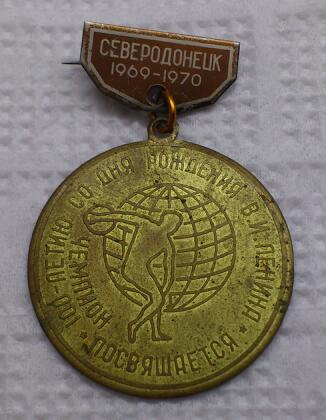 СЕВЕРОДОНЕЦК
1969-1970
100-ЛЕТИЮ СО ДНЯ РОЖДЕНИЯ В.И.ЛЕНИНА
* ПОСВЯЩАЕТСЯ *
ЧЕМПИОН